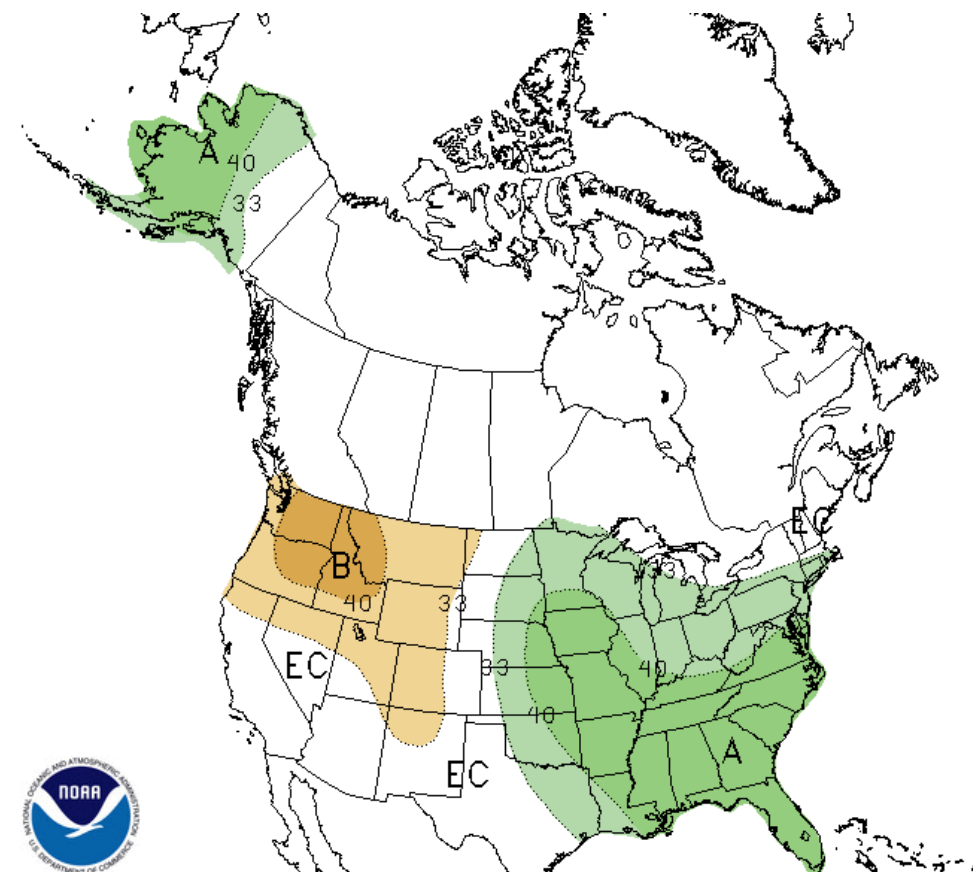 A
40
33
EC
33
B
40
33
EC
33
40
40
A
EC
NATIONAL OCEANIC AND ATMOSPHERIC ADMINISTRATION
NOAA
U.S. DEPARTMENT OF COMMERCE